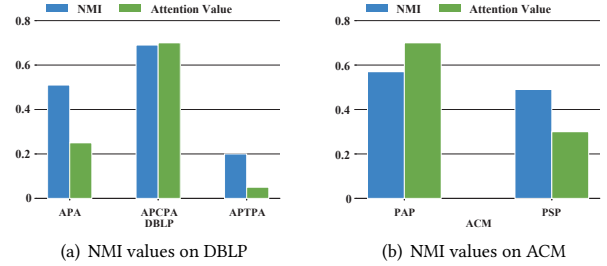 NMI Attention Value
0.8
0.6
0.4
0.2
0
APA APCPA APTPA
DBLP
(a) NMI values on DBLP
NMI Attention Value
0.8
0.6
0.4
0.2
0
PAP PSP
ACM
(b) NMI values on ACM